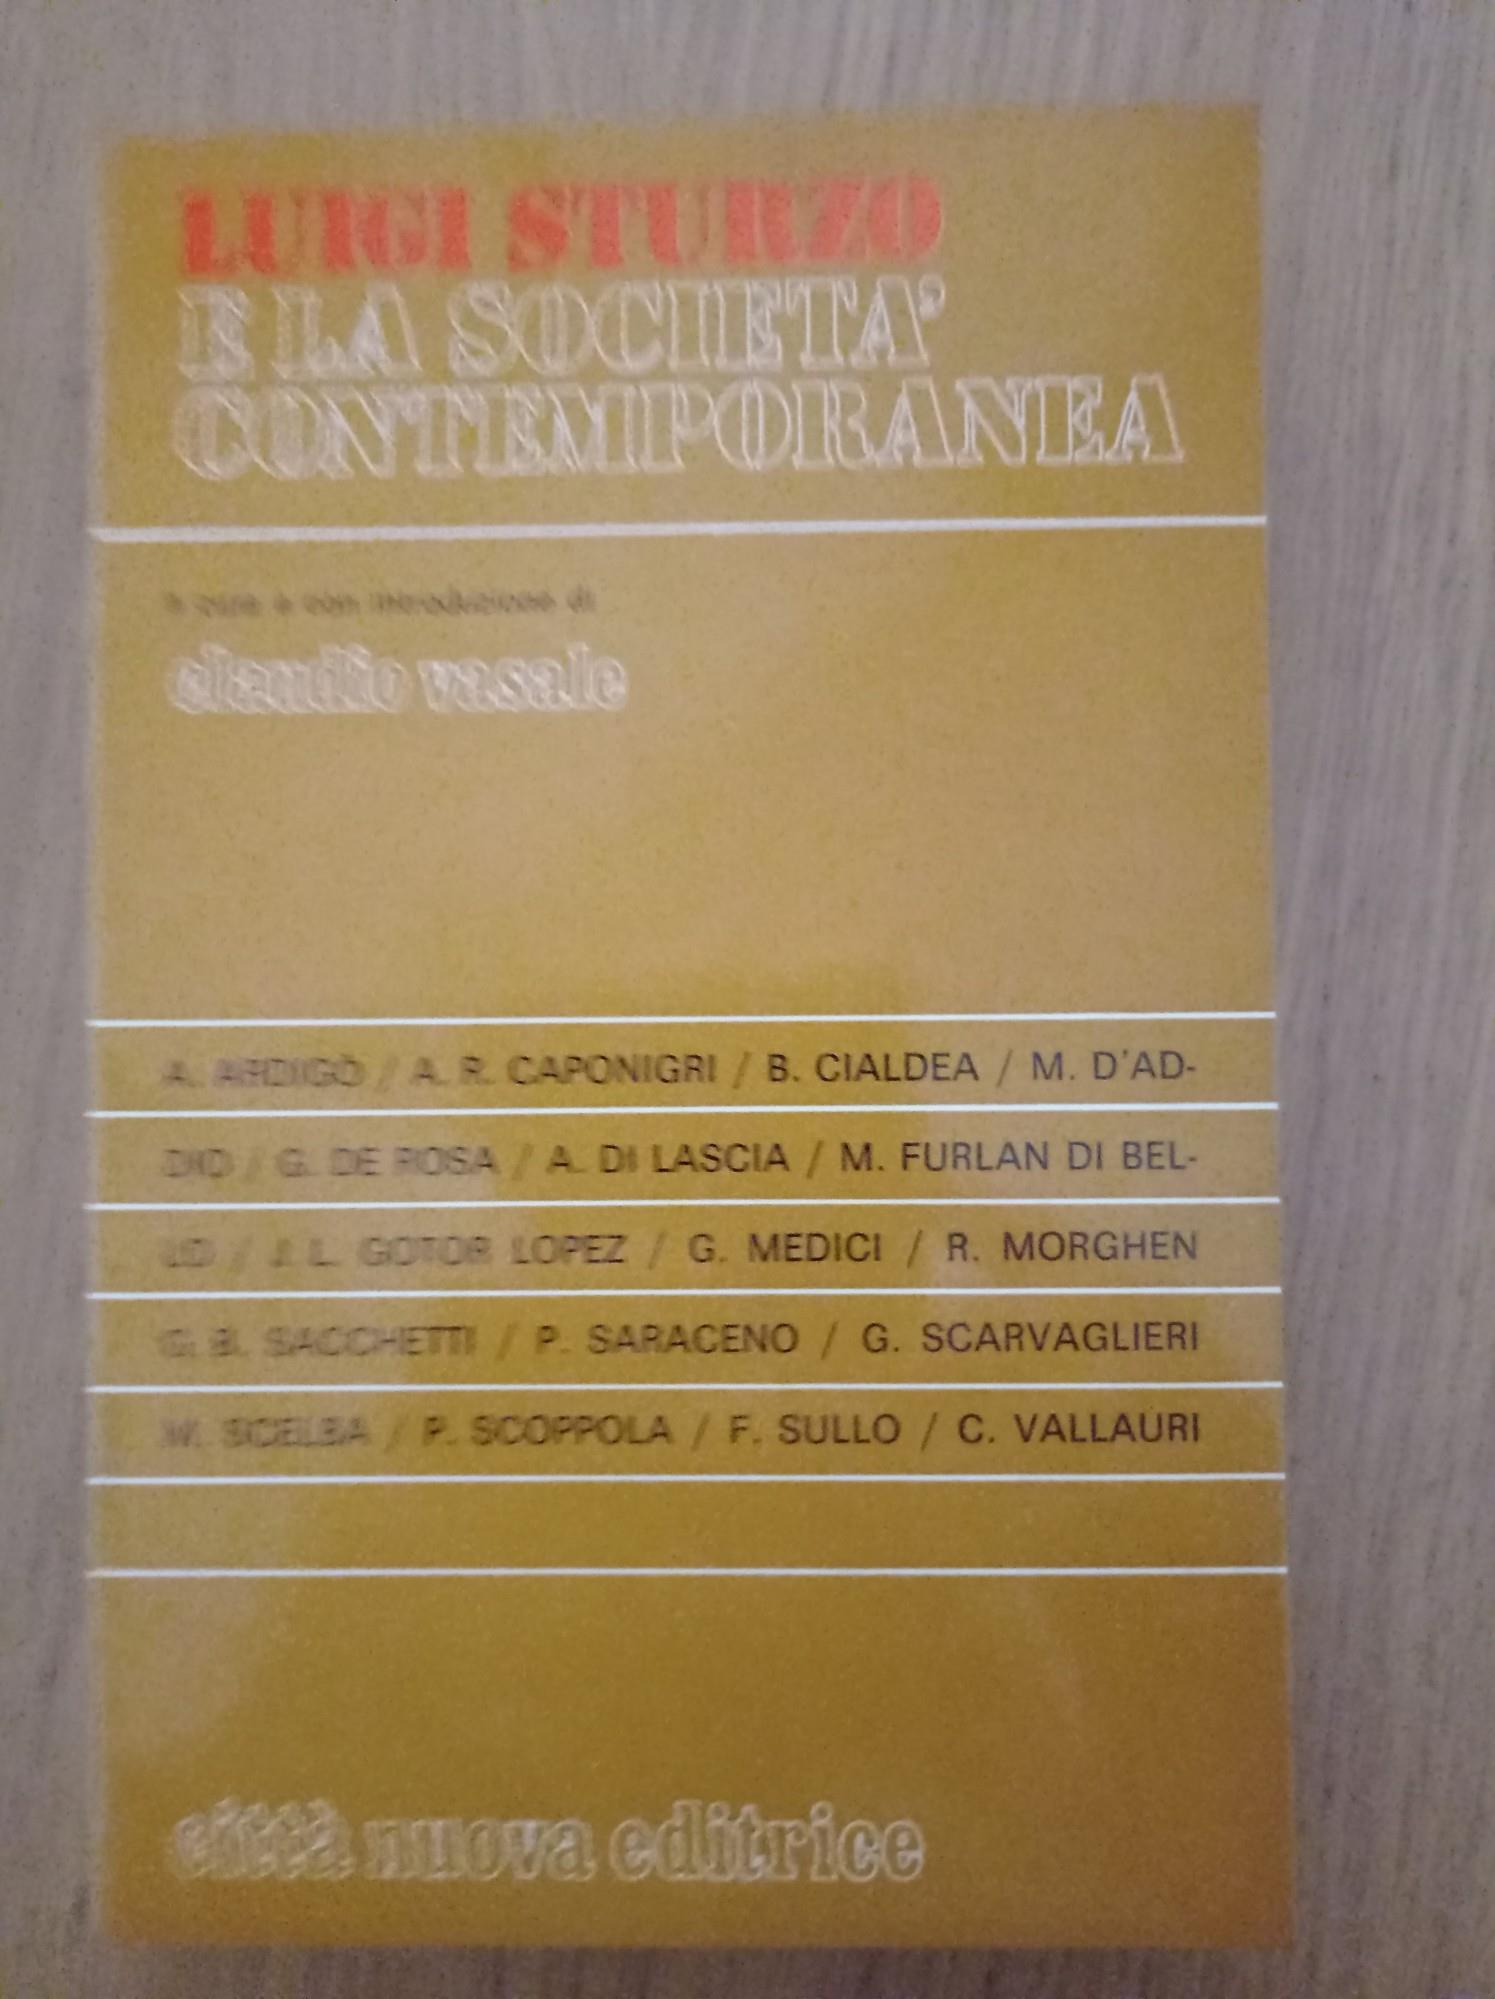 LUIGI STURZO
E LA SOCIETA'
CONTEMPORANEA
a cura e con introduzione di
claudio vasale
A. ARDIGÒ / A. R. CAPONIGRI / B. CIALDEA / M. D'AD-
DIO / G. DE ROSA / A. DI LASCIA / M. FURLAN DI BEL-
LO / J. L. GOTOR LOPEZ / G. MEDICI / R. MORGHEN
G. B. SACCHETTI / P. SARACENO / G. SCARVAGLIERI
M. SCELBA / P. SCOPPOLA / F. SULLO / C. VALLAURI
città nuova editrice